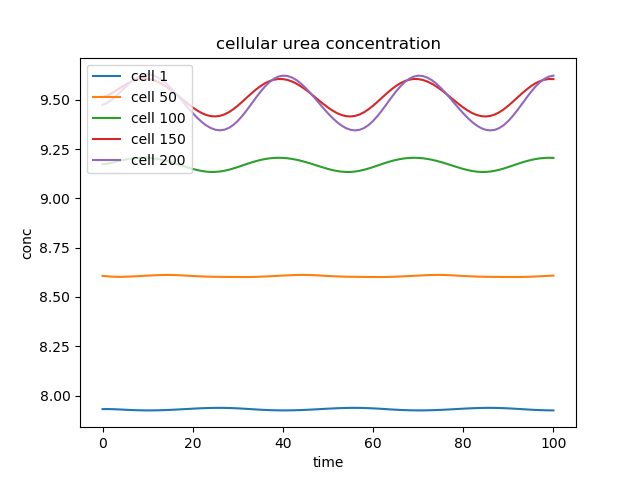 cellular urea concentration
cell 1
cell 50
cell 100
cell 150
cell 200
conc
9.50
9.25
9.00
8.75
8.50
8.25
8.00
0 20 40 60 80 100
time